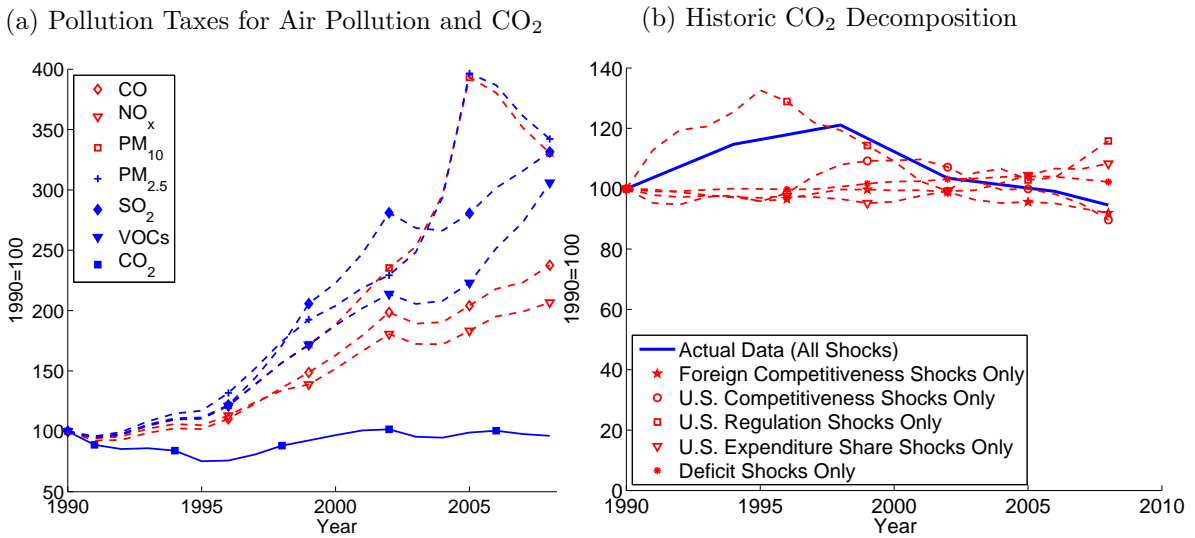 (a) Pollution Taxes for Air Pollution and CO₂
400
350
300
250
200
150
100
50
1990=100
1990
1995
2000
2005
Year
CO
NOₓ
PM₁₀
PM₂.₅
SO₂
VOCs
CO₂
(b) Historic CO₂ Decomposition
140
120
100
80
60
40
20
0
1990=100
1990
1995
2000
2005
2010
Year
Actual Data (All Shocks)
Foreign Competitiveness Shocks Only
U.S. Competitiveness Shocks Only
U.S. Regulation Shocks Only
U.S. Expenditure Share Shocks Only
Deficit Shocks Only